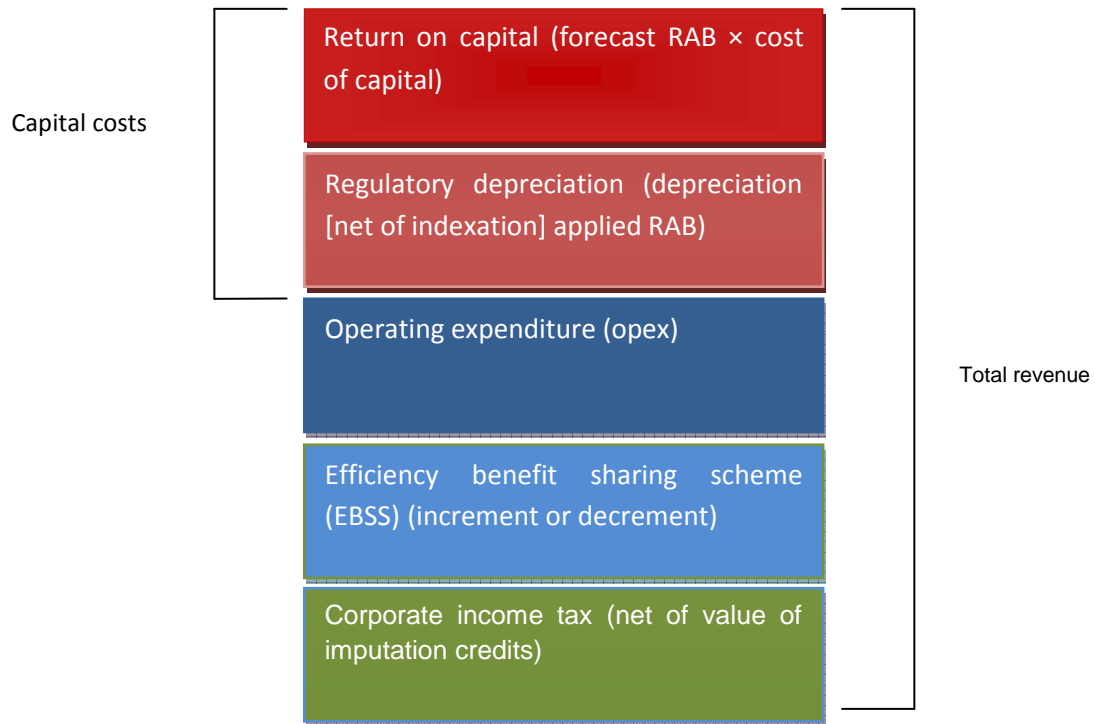 Return on capital (forecast RAB × cost
of capital)
Capital costs
Regulatory depreciation (depreciation
[net of indexation] applied RAB)
Operating expenditure (opex)
Total revenue
Efficiency benefit sharing scheme
(EBSS) (increment or decrement)
Corporate income tax (net of value of
imputation credits)